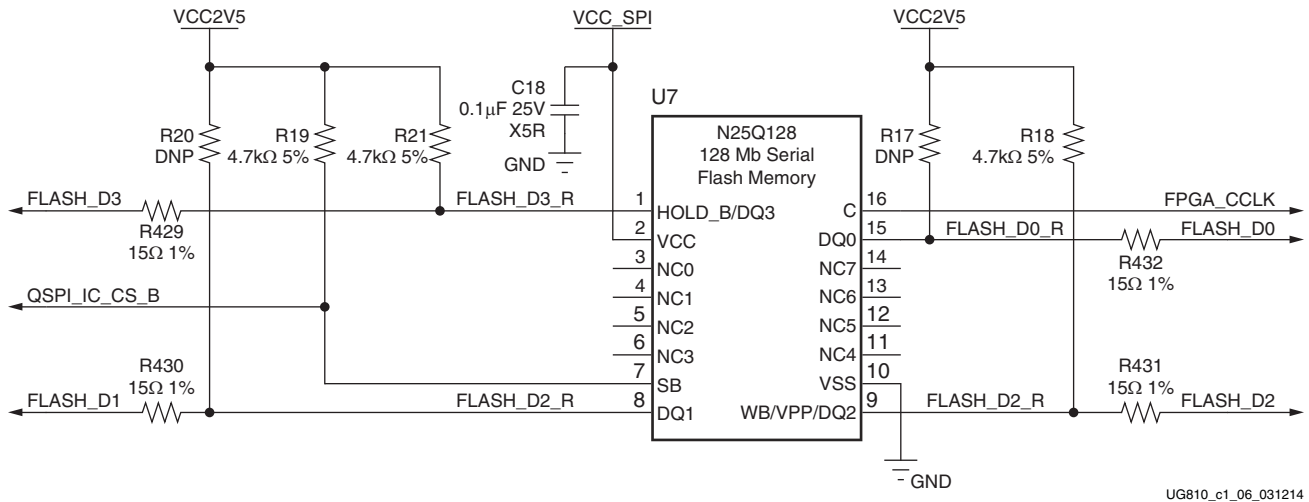 VCC2V5
VCC_SPI
VCC2V5
C18
0.1µF 25V
X5R
GND
U7
N25Q128
128 Mb Serial
Flash Memory
R20
DNP
R19
4.7kΩ 5%
R21
4.7kΩ 5%
R17
DNP
R18
4.7kΩ 5%
FLASH_D3
R429
15Ω 1%
FLASH_D3_R
1
HOLD_B/DQ3
2
VCC
3
NC0
4
NC1
5
NC2
6
NC3
7
SB
8
DQ1
QSPI_IC_CS_B
R430
15Ω 1%
FLASH_D1
FLASH_D2_R
C
16
FPGA_CCLK
DQ0
15
FLASH_D0_R
FLASH_D0
R432
15Ω 1%
NC7
14
NC6
13
NC5
12
NC4
11
VSS
10
WB/VPP/DQ2
9
FLASH_D2_R
R431
15Ω 1%
FLASH_D2
GND
UG810_c1_06_031214